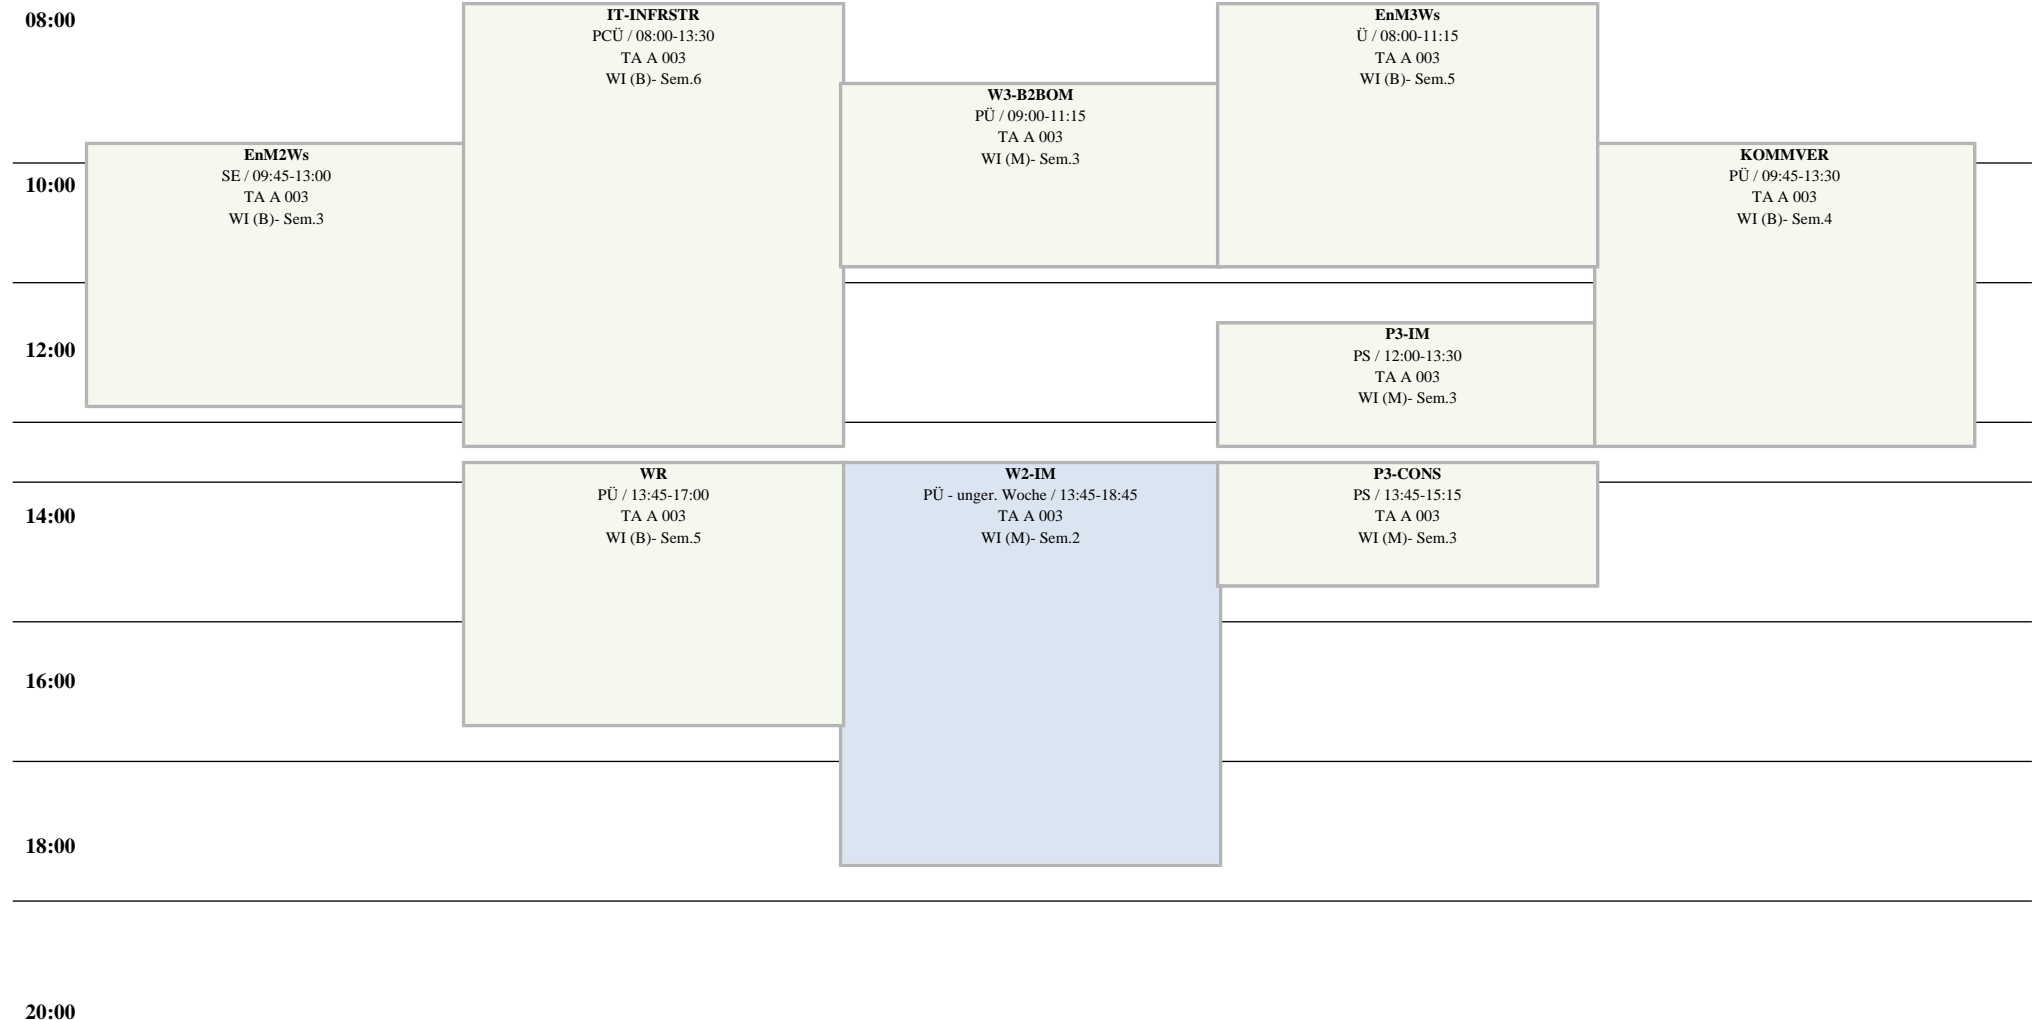 08:00
IT-INFRSTR
PCÜ / 08:00-13:30
TA A 003
WI (B)- Sem.6
EnM3Ws
Ü / 08:00-11:15
TA A 003
WI (B)- Sem.5
W3-B2BOM
PÜ / 09:00-11:15
TA A 003
WI (M)- Sem.3
EnM2Ws
SE / 09:45-13:00
TA A 003
WI (B)- Sem.3
KOMMVER
PÜ / 09:45-13:30
TA A 003
WI (B)- Sem.4
10:00
12:00
P3-IM
PS / 12:00-13:30
TA A 003
WI (M)- Sem.3
WR
PÜ / 13:45-17:00
TA A 003
WI (B)- Sem.5
W2-IM
PÜ - unger. Woche / 13:45-18:45
TA A 003
WI (M)- Sem.2
P3-CONS
PS / 13:45-15:15
TA A 003
WI (M)- Sem.3
14:00
16:00
18:00
20:00